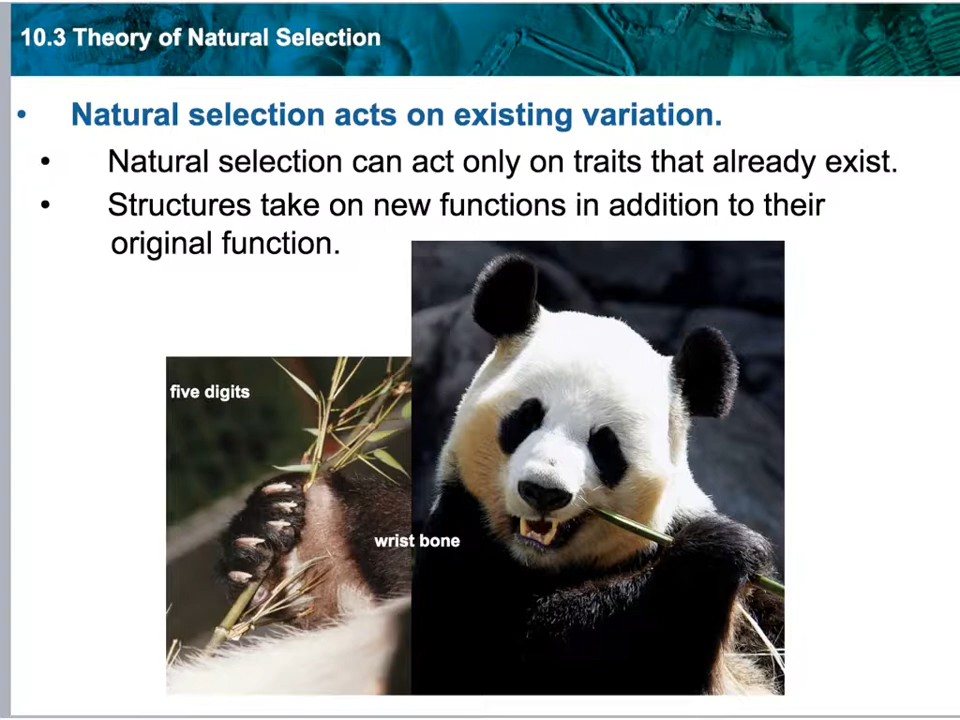 10.3 Theory of Natural Selection
• Natural selection acts on existing variation.
• Natural selection can act only on traits that already exist.
• Structures take on new functions in addition to their
original function.
five digits
wrist bone